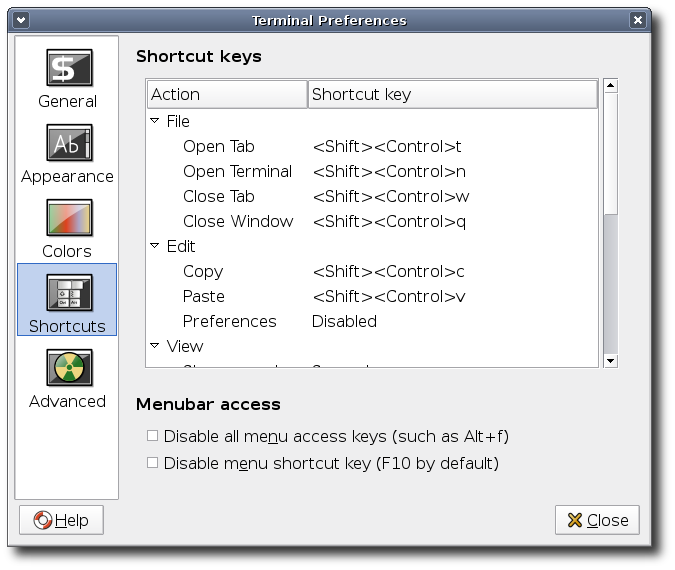 Terminal Preferences
General
Appearance
Colors
Shortcuts
Advanced
Shortcut keys
Action Shortcut key
File
Open Tab <Shift><Control>t
Open Terminal <Shift><Control>n
Close Tab <Shift><Control>w
Close Window <Shift><Control>q
Edit
Copy <Shift><Control>c
Paste <Shift><Control>v
Preferences Disabled
View
Menubar access
Disable all menu access keys (such as Alt+f)
Disable menu shortcut key (F10 by default)
Help
Close